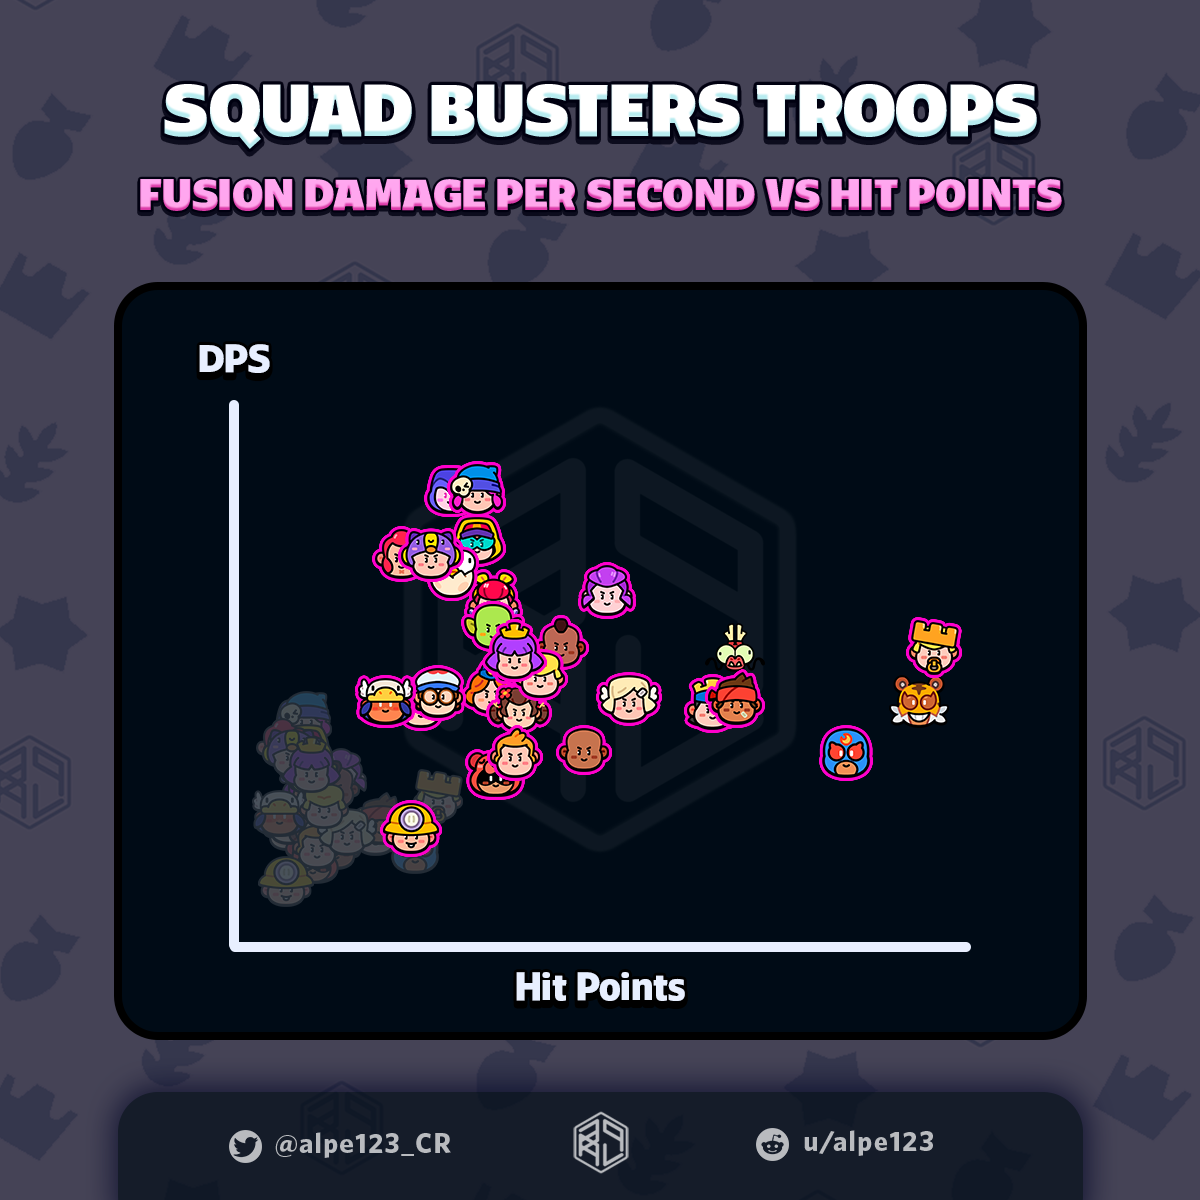 SQUAD BUSTERS TROOPS
FUSION DAMAGE PER SECOND VS HIT POINTS
DPS
Hit Points
@alpe123_CR
u/alpe123